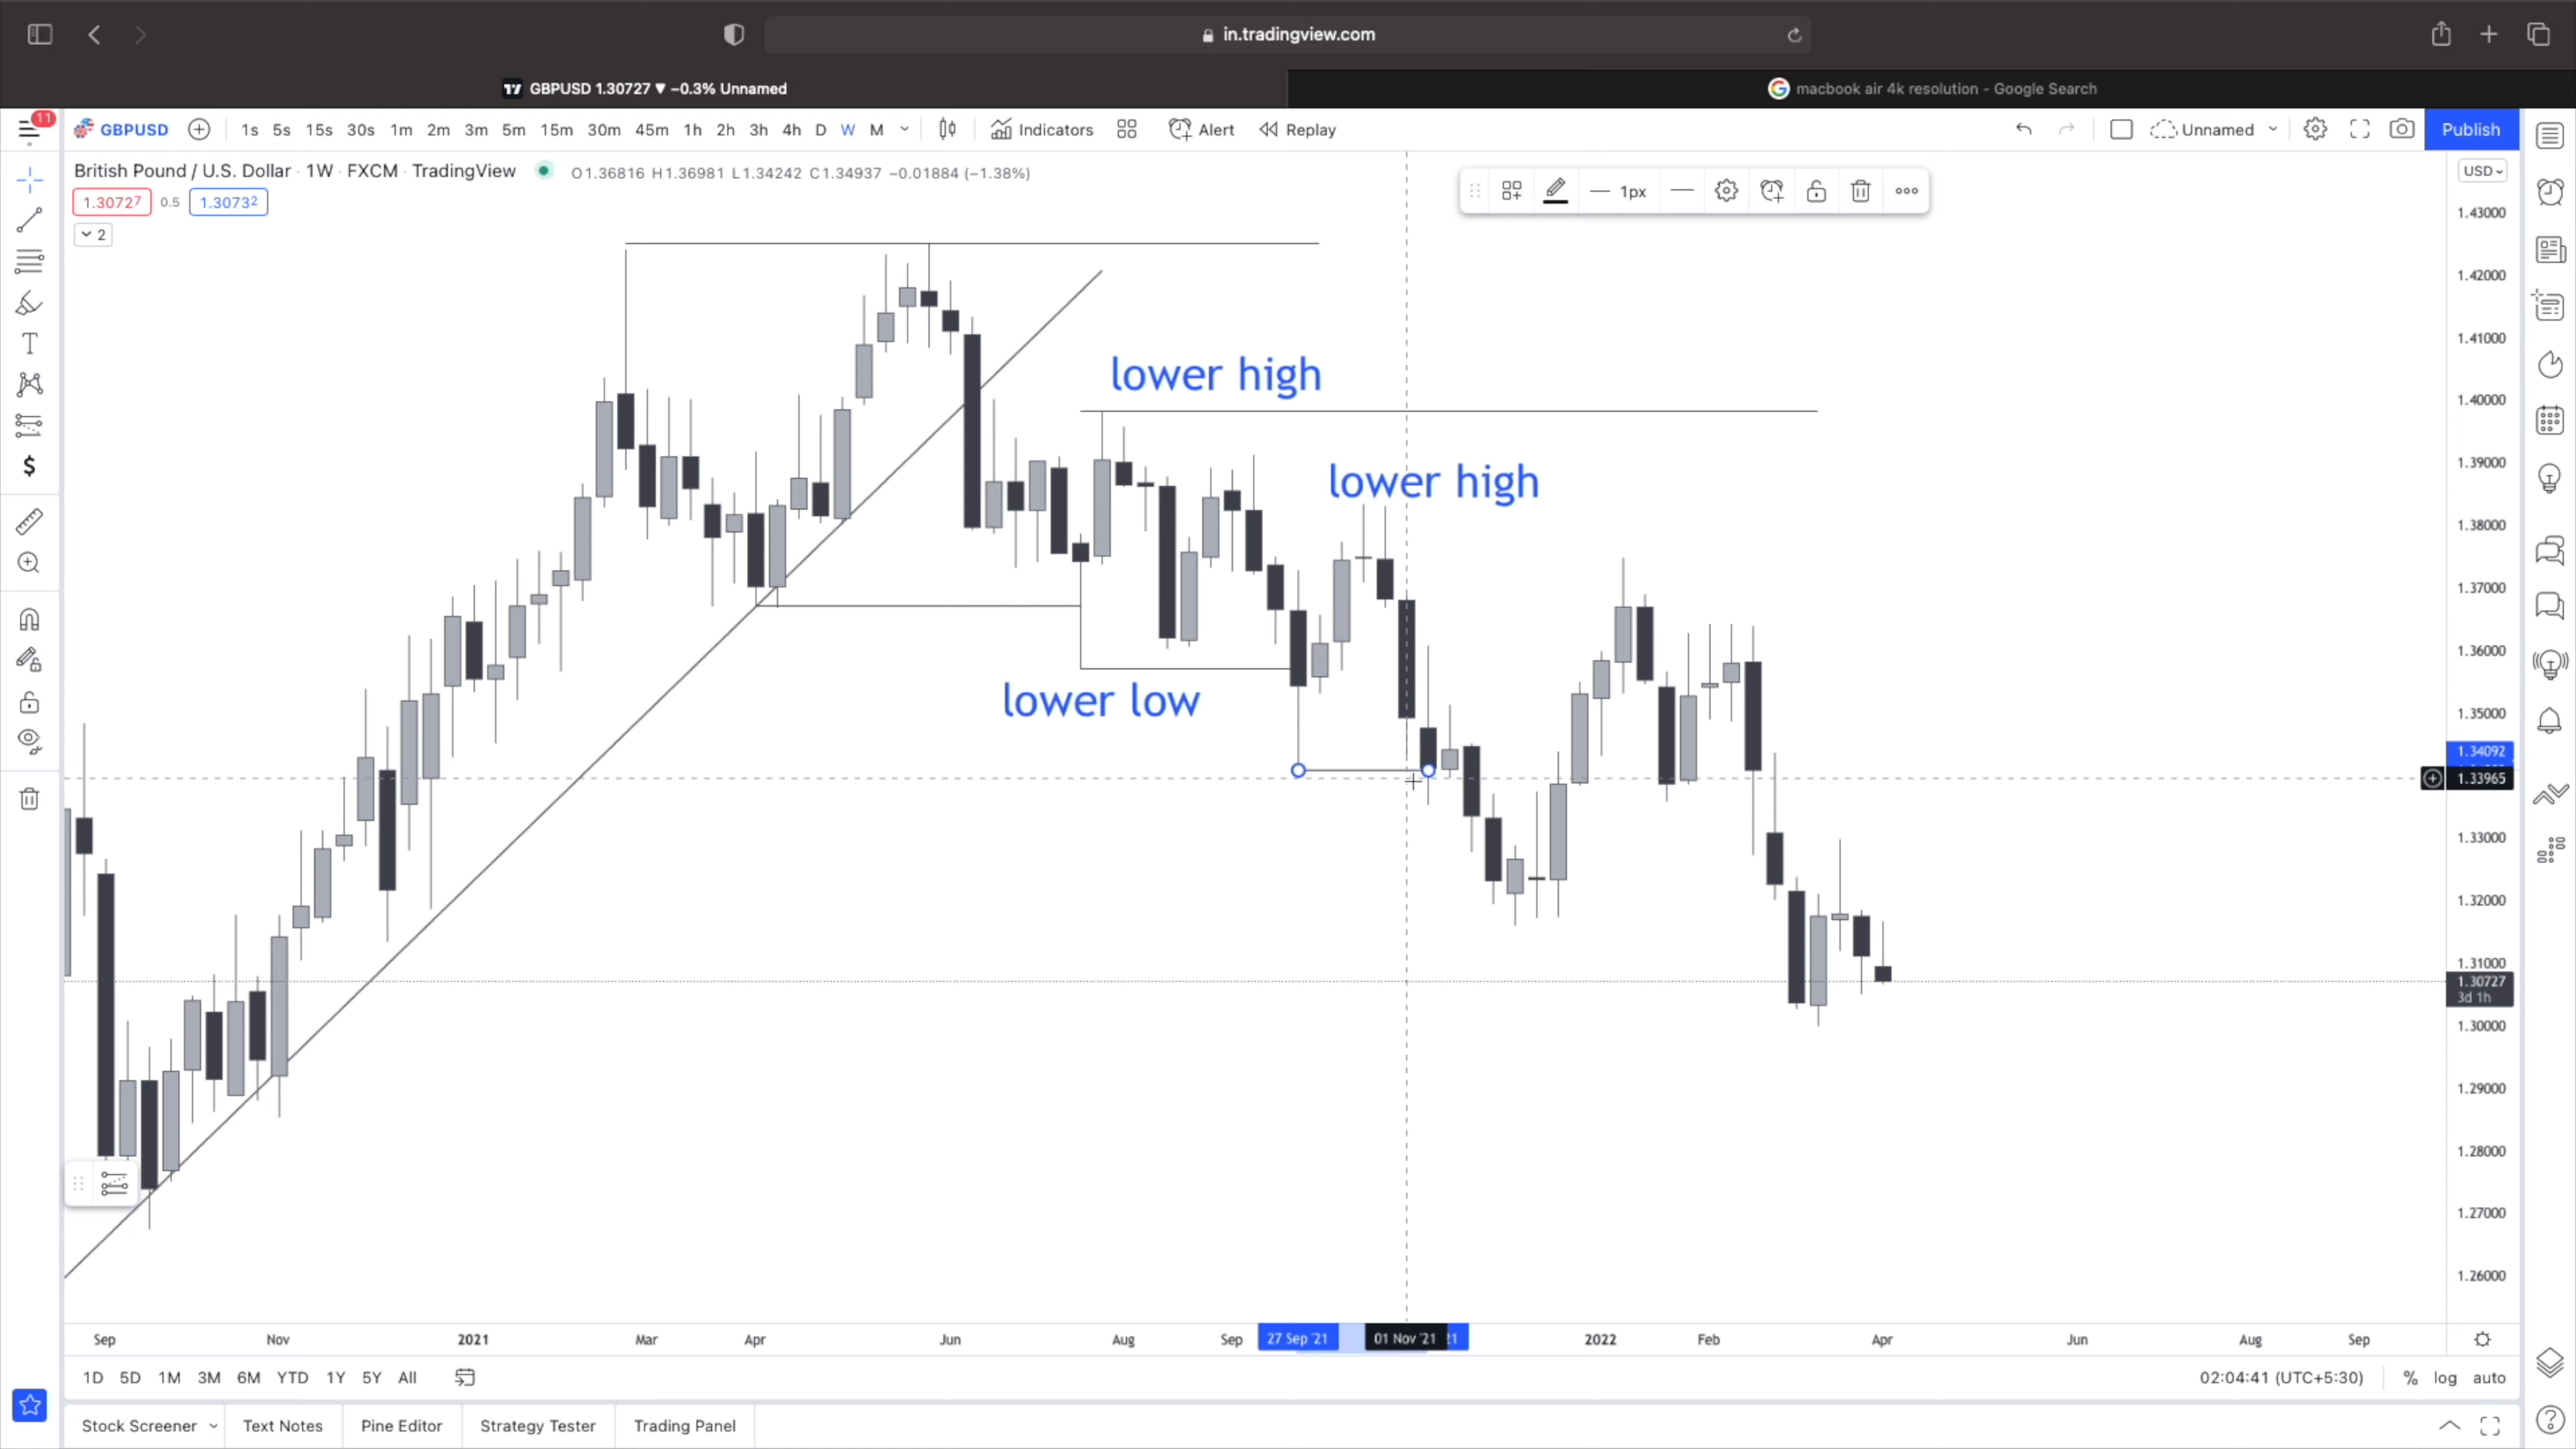 in.tradingview.com
GBPUSD 1.30727 ▼ −0.3% Unnamed
macbook air 4k resolution - Google Search
11
GBPUSD 1s 5s 15s 30s 1m 2m 3m 5m 15m 30m 45m 1h 2h 3h 4h D W M Indicators Alert Replay Unnamed Publish
British Pound / U.S. Dollar · 1W · FXCM · TradingView O1.36816 H1.36981 L1.34242 C1.34937 −0.01884 (−1.38%)
1px
USD
1.30727 0.5 1.30732
2
1.43000
1.42000
1.41000
lower high
1.40000
1.39000
lower high
1.38000
1.37000
1.36000
lower low
1.35000
1.34092
1.33965
1.33000
1.32000
1.31000
1.30727
3d 1h
1.30000
1.29000
1.28000
1.27000
1.26000
Sep Nov 2021 Mar Apr Jun Aug Sep 27 Sep '21 01 Nov '21 2022 Feb Apr Jun Aug Sep
1D 5D 1M 3M 6M YTD 1Y 5Y All 02:04:41 (UTC+5:30) % log auto
Stock Screener Text Notes Pine Editor Strategy Tester Trading Panel